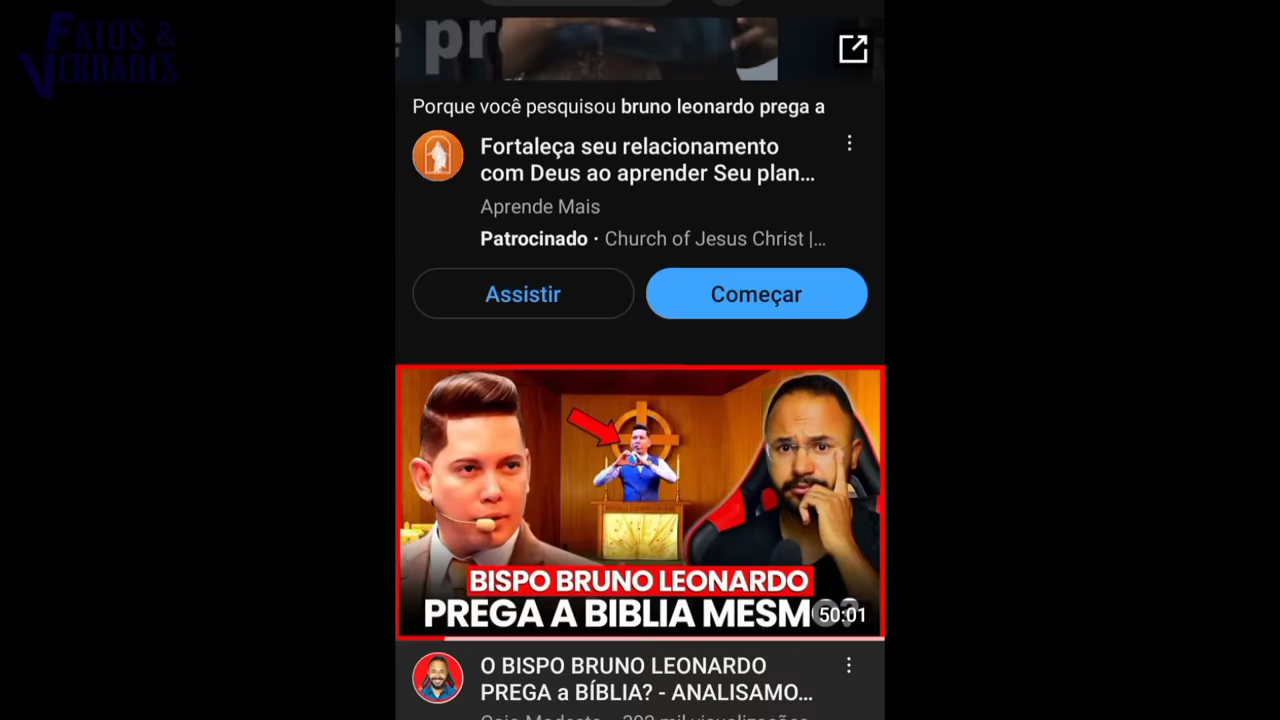 FATOS &
VERDADES
e pr
Porque você pesquisou bruno leonardo prega a
Fortaleça seu relacionamento
com Deus ao aprender Seu plan...
Aprende Mais
Patrocinado · Church of Jesus Christ |...
Assistir
Começar
BISPO BRUNO LEONARDO
PREGA A BIBLIA MESM
50:01
O BISPO BRUNO LEONARDO
PREGA a BÍBLIA? - ANALISAMO...